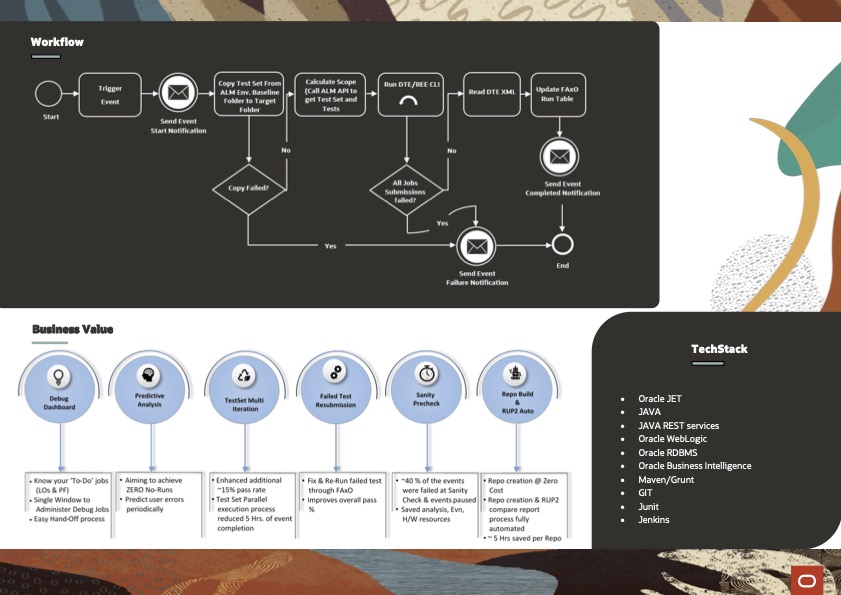 Workflow
Start
Trigger
Event
Send Event
Start Notification
Copy Test Set From
ALM Env. Baseline
Folder to Target
Folder
Calculate Scope
(Call ALM API to
get Test Set and
Tests
Run DTE/REE CLI
Read DTE XML
Update FAxO
Run Table
No
No
Copy Failed?
All Jobs
Submissions
failed?
Send Event
Completed Notification
Yes
Yes
Send Event
Failure Notification
End
Business Value
Debug
Dashboard
Predictive
Analysis
TestSet Multi
Iteration
Failed Test
Resubmission
Sanity
Precheck
Repo Build
&
RUP2 Auto
• Know your 'To-Do' jobs
(LOs & PF)
• Single Window to
Administer Debug Jobs
• Easy Hand-Off process
• Aiming to achieve
ZERO No-Runs
• Predict user errors
periodically
• Enhanced additional
~15% pass rate
• Test Set Parallel
execution process
reduced 5 Hrs. of event
completion
• Fix & Re-Run failed test
through FAxO
• Improves overall pass
%
• ~40 % of the events
were failed at Sanity
Check & events paused
• Saved analysis, Evn,
H/W resources
• Repo creation @ Zero
Cost
• Repo creation & RUP2
compare report
process fully
automated
• ~ 5 Hrs saved per Repo
TechStack
• Oracle JET
• JAVA
• JAVA REST services
• Oracle WebLogic
• Oracle RDBMS
• Oracle Business Intelligence
• Maven/Grunt
• GIT
• Junit
• Jenkins